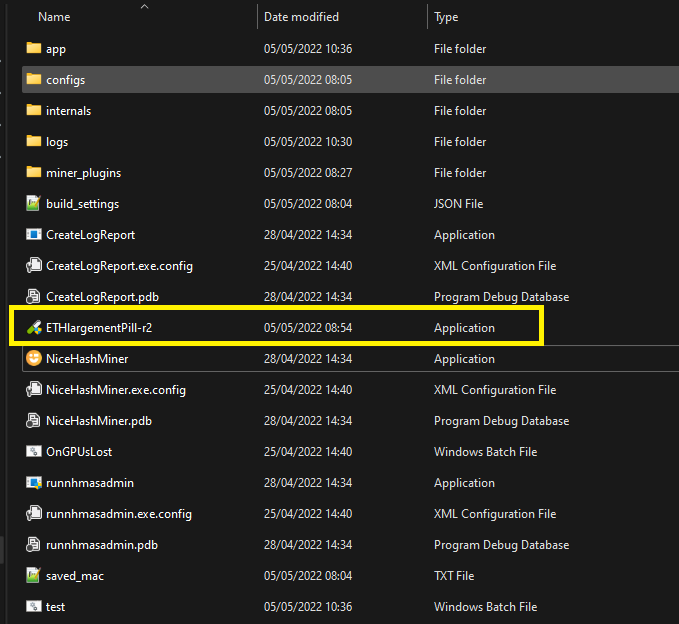 Name Date modified Type
app 05/05/2022 10:36 File folder
configs 05/05/2022 08:05 File folder
internals 05/05/2022 08:05 File folder
logs 05/05/2022 10:30 File folder
miner_plugins 05/05/2022 08:27 File folder
build_settings 05/05/2022 08:04 JSON File
CreateLogReport 28/04/2022 14:34 Application
CreateLogReport.exe.config 25/04/2022 14:40 XML Configuration File
CreateLogReport.pdb 28/04/2022 14:34 Program Debug Database
ETHlargementPill-r2 05/05/2022 08:54 Application
NiceHashMiner 28/04/2022 14:34 Application
NiceHashMiner.exe.config 25/04/2022 14:40 XML Configuration File
NiceHashMiner.pdb 28/04/2022 14:34 Program Debug Database
OnGPUsLost 25/04/2022 14:40 Windows Batch File
runnhmasadmin 28/04/2022 14:34 Application
runnhmasadmin.exe.config 25/04/2022 14:40 XML Configuration File
runnhmasadmin.pdb 28/04/2022 14:34 Program Debug Database
saved_mac 05/05/2022 08:04 TXT File
test 05/05/2022 10:36 Windows Batch File